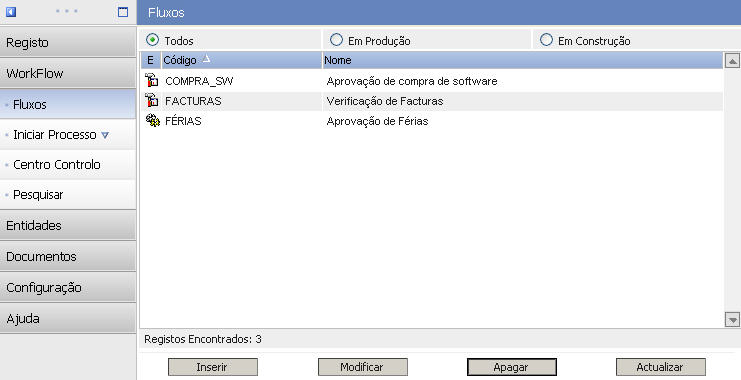 Fluxos
Registo
WorkFlow
Fluxos
Iniciar Processo
Centro Controlo
Pesquisar
Entidades
Documentos
Configuração
Ajuda
Todos Em Produção Em Construção
E Código Nome
COMPRA_SW Aprovação de compra de software
FACTURAS Verificação de Facturas
FÉRIAS Aprovação de Férias
Registos Encontrados: 3
Inserir Modificar Apagar Actualizar